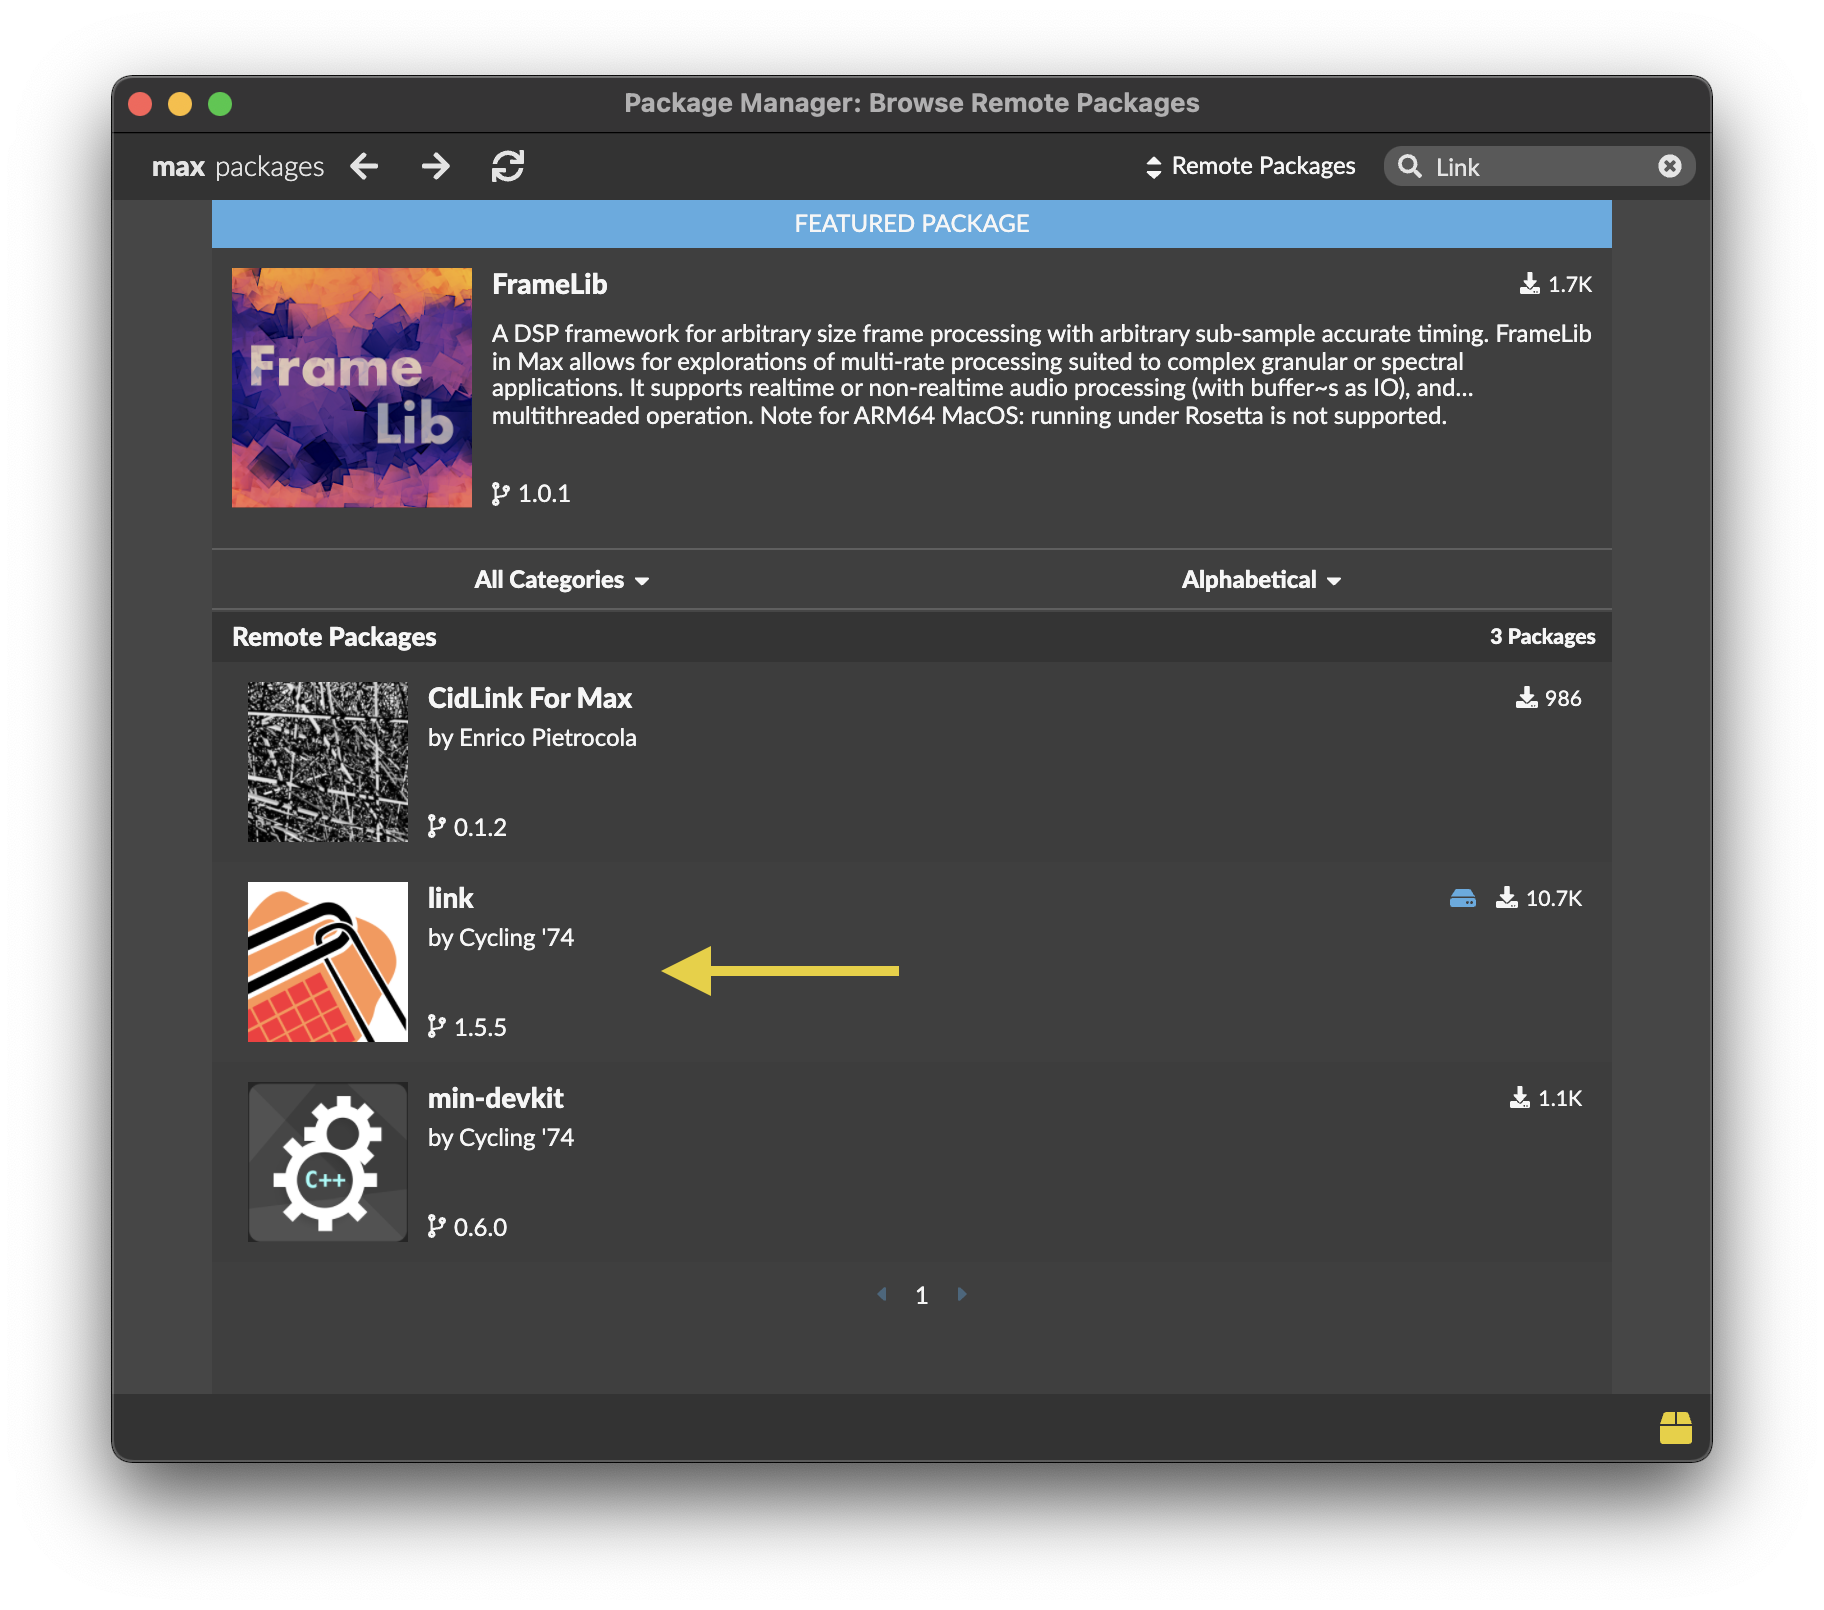 Package Manager: Browse Remote Packages
max packages
Remote Packages
Link
FEATURED PACKAGE
Frame
Lib
FrameLib
1.7K
A DSP framework for arbitrary size frame processing with arbitrary sub-sample accurate timing. FrameLib
in Max allows for explorations of multi-rate processing suited to complex granular or spectral
applications. It supports realtime or non-realtime audio processing (with buffer~s as IO), and...
multithreaded operation. Note for ARM64 MacOS: running under Rosetta is not supported.
1.0.1
All Categories
Alphabetical
Remote Packages
3 Packages
CidLink For Max
986
by Enrico Pietrocola
0.1.2
link
10.7K
by Cycling '74
1.5.5
min-devkit
1.1K
by Cycling '74
C++
0.6.0
1